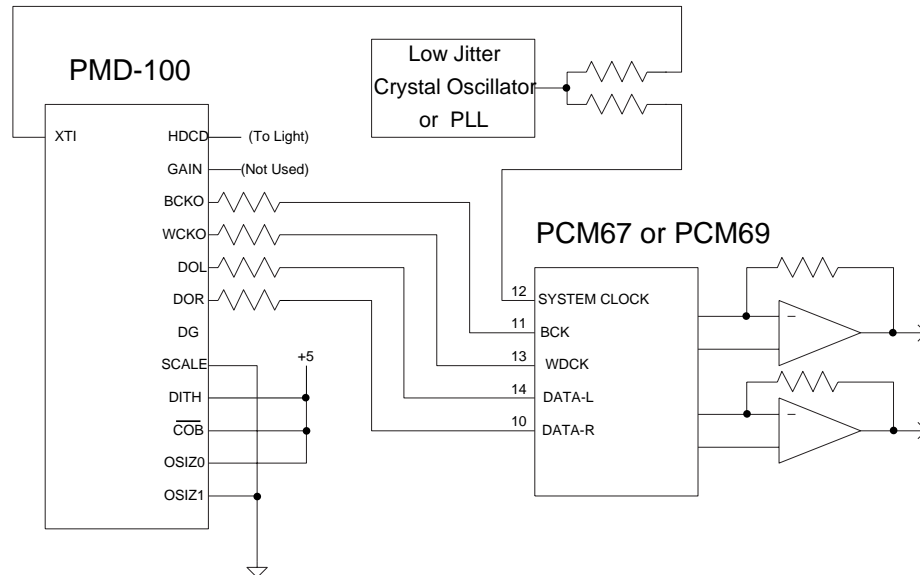 Low Jitter
Crystal Oscillator
or PLL
PMD-100
XTI
HDCD
(To Light)
GAIN
(Not Used)
BCKO
WCKO
DOL
DOR
DG
SCALE
DITH
COB
OSIZ0
OSIZ1
+5
PCM67 or PCM69
12
SYSTEM CLOCK
11
BCK
13
WDCK
14
DATA-L
10
DATA-R
−
−